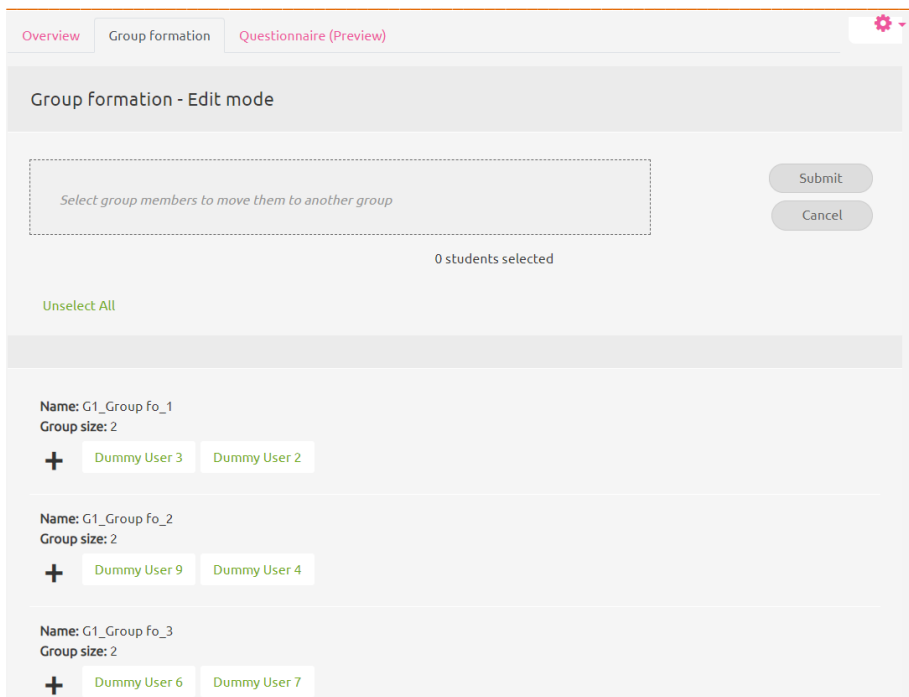 Overview Group formation Questionnaire (Preview)
Group formation - Edit mode
Select group members to move them to another group
Submit
Cancel
0 students selected
Unselect All
Name: G1_Group fo_1
Group size: 2
+ Dummy User 3 Dummy User 2
Name: G1_Group fo_2
Group size: 2
+ Dummy User 9 Dummy User 4
Name: G1_Group fo_3
Group size: 2
+ Dummy User 6 Dummy User 7